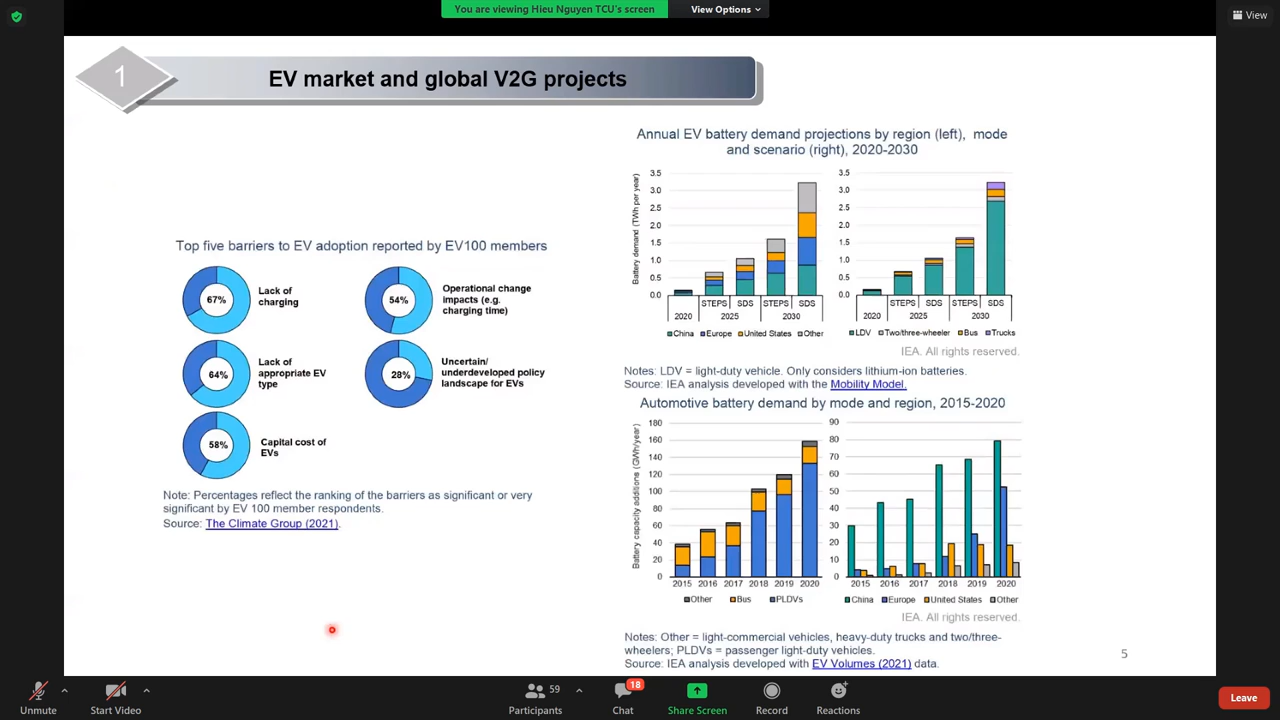 You are viewing Hieu Nguyen TCU's screen
View Options
View
1
EV market and global V2G projects
Top five barriers to EV adoption reported by EV100 members
67%
Lack of
charging
54%
Operational change
impacts (e.g.
charging time)
64%
Lack of
appropriate EV
type
28%
Uncertain/
underdeveloped policy
landscape for EVs
58%
Capital cost of
EVs
Note: Percentages reflect the ranking of the barriers as significant or very
significant by EV 100 member respondents.
Source: The Climate Group (2021).
Annual EV battery demand projections by region (left), mode
and scenario (right), 2020-2030
Battery demand (TWh per year)
3.5
3.0
2.5
2.0
1.5
1.0
0.5
0.0
STEPS SDS STEPS SDS
2020 2025 2030
China Europe United States Other
3.5
3.0
2.5
2.0
1.5
1.0
0.5
0.0
STEPS SDS STEPS SDS
2020 2025 2030
LDV Two/three-wheeler Bus Trucks
IEA. All rights reserved.
Notes: LDV = light-duty vehicle. Only considers lithium-ion batteries.
Source: IEA analysis developed with the Mobility Model.
Automotive battery demand by mode and region, 2015-2020
Battery capacity additions (GWh/year)
180
160
140
120
100
80
60
40
20
0
2015 2016 2017 2018 2019 2020
Other Bus PLDVs
90
80
70
60
50
40
30
20
10
0
2015 2016 2017 2018 2019 2020
China Europe United States Other
IEA. All rights reserved.
Notes: Other = light-commercial vehicles, heavy-duty trucks and two/three-
wheelers; PLDVs = passenger light-duty vehicles.
Source: IEA analysis developed with EV Volumes (2021) data.
5
Unmute
Start Video
59
Participants
18
Chat
Share Screen
Record
Reactions
Leave